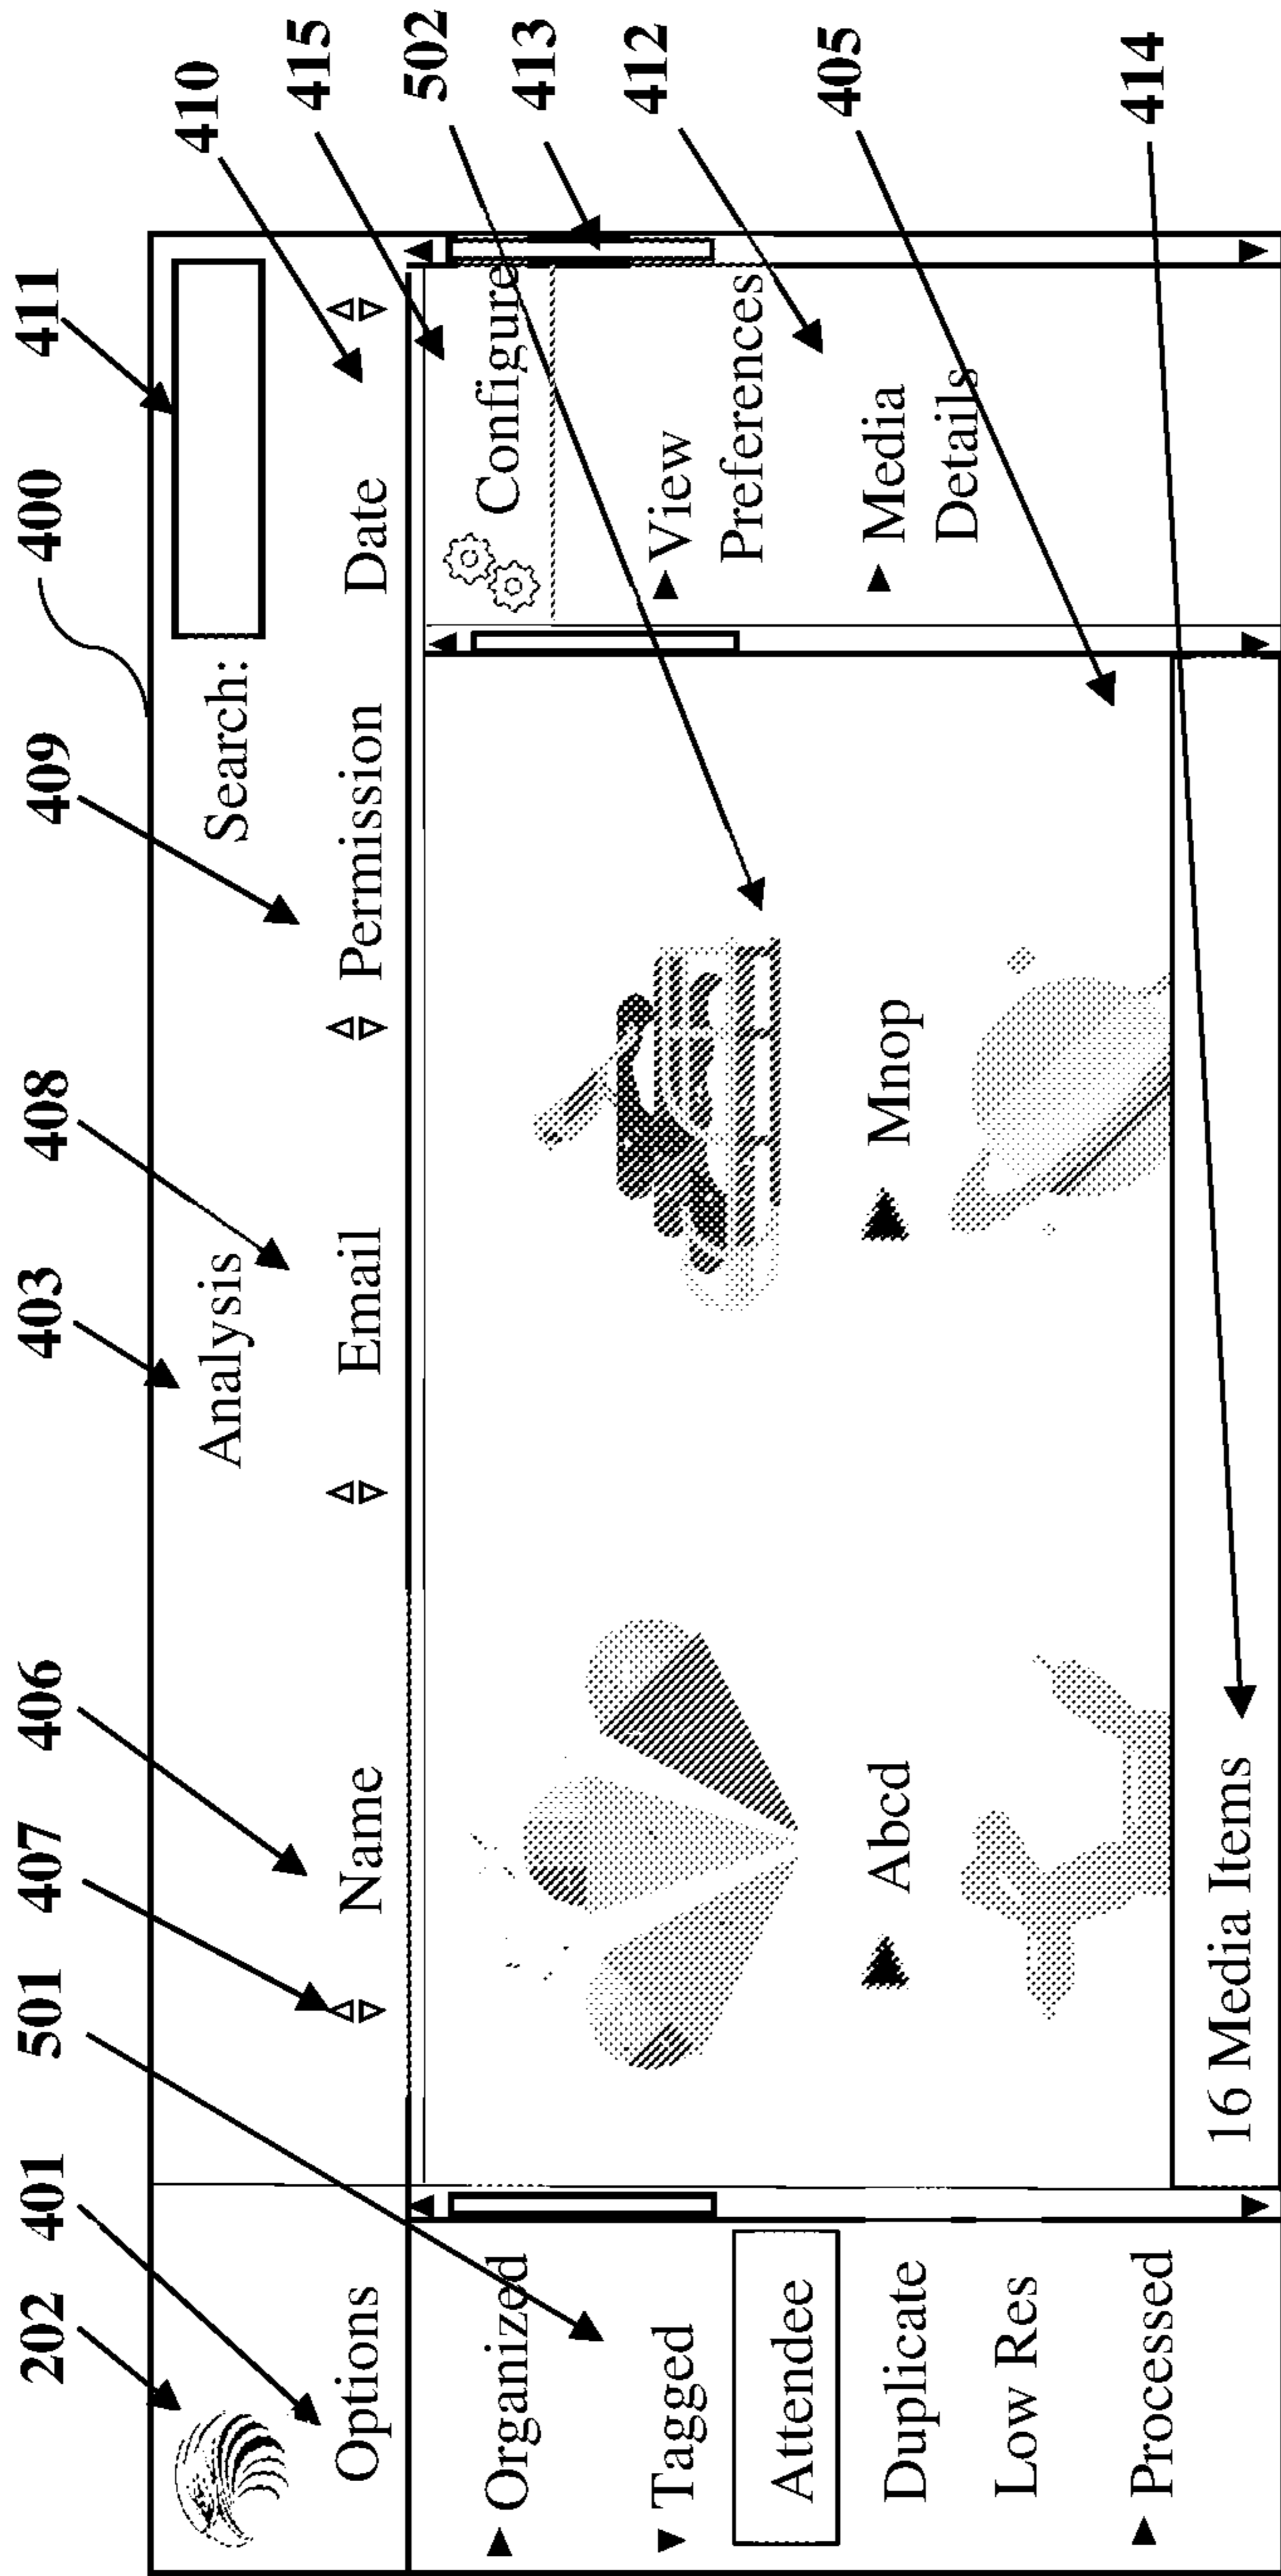 202 401 501 407 406 403 408 409 400 411
Analysis
Search:
Options
Name
Email
Permission
Date
410
415
502
413
412
405
414
Organized
Tagged
Attendee
Duplicate
Low Res
Processed
Abcd
Mnop
16 Media Items
Configure
View
Preferences
Media
Details